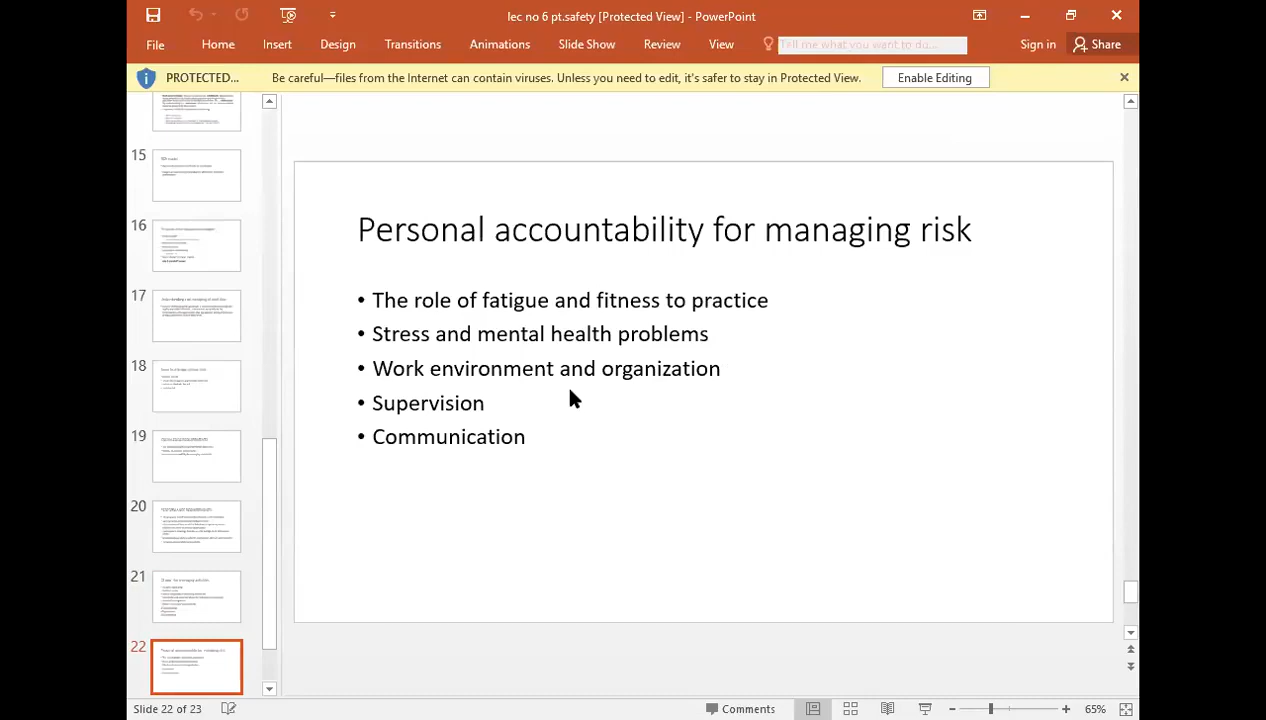 lec no 6 pt.safety [Protected View] - PowerPoint
File Home Insert Design Transitions Animations Slide Show Review View Tell me what you want to do... Sign in Share
PROTECTED... Be careful—files from the Internet can contain viruses. Unless you need to edit, it's safer to stay in Protected View. Enable Editing
15
16
17
18
19
20
21
22
Personal accountability for managing risk
• The role of fatigue and fitness to practice
• Stress and mental health problems
• Work environment and organization
• Supervision
• Communication
Slide 22 of 23 Comments 65%